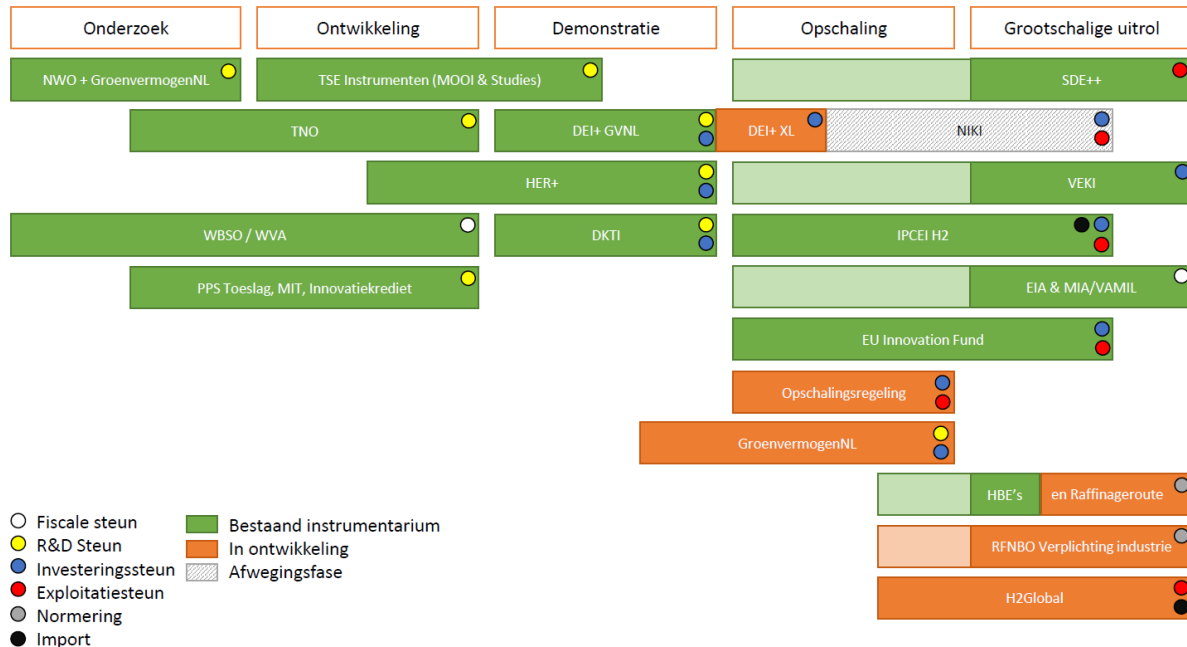 Onderzoek
Ontwikkeling
Demonstratie
Opschaling
Grootschalige uitrol
NWO + GroenvermogenNL
TSE Instrumenten (MOOI & Studies)
SDE++
TNO
DEI+ GVNL
DEI+ XL
NIKI
HER+
VEKI
WBSO / WVA
DKTI
IPCEI H2
PPS Toeslag, MIT, Innovatiekrediet
EIA & MIA/VAMIL
EU Innovation Fund
Opschalingsregeling
GroenvermogenNL
HBE's
en Raffinageroute
RFNBO Verplichting industrie
H2Global
Fiscale steun
R&D Steun
Investeringssteun
Exploitatiesteun
Normering
Import
Bestaand instrumentarium
In ontwikkeling
Afwegingsfase